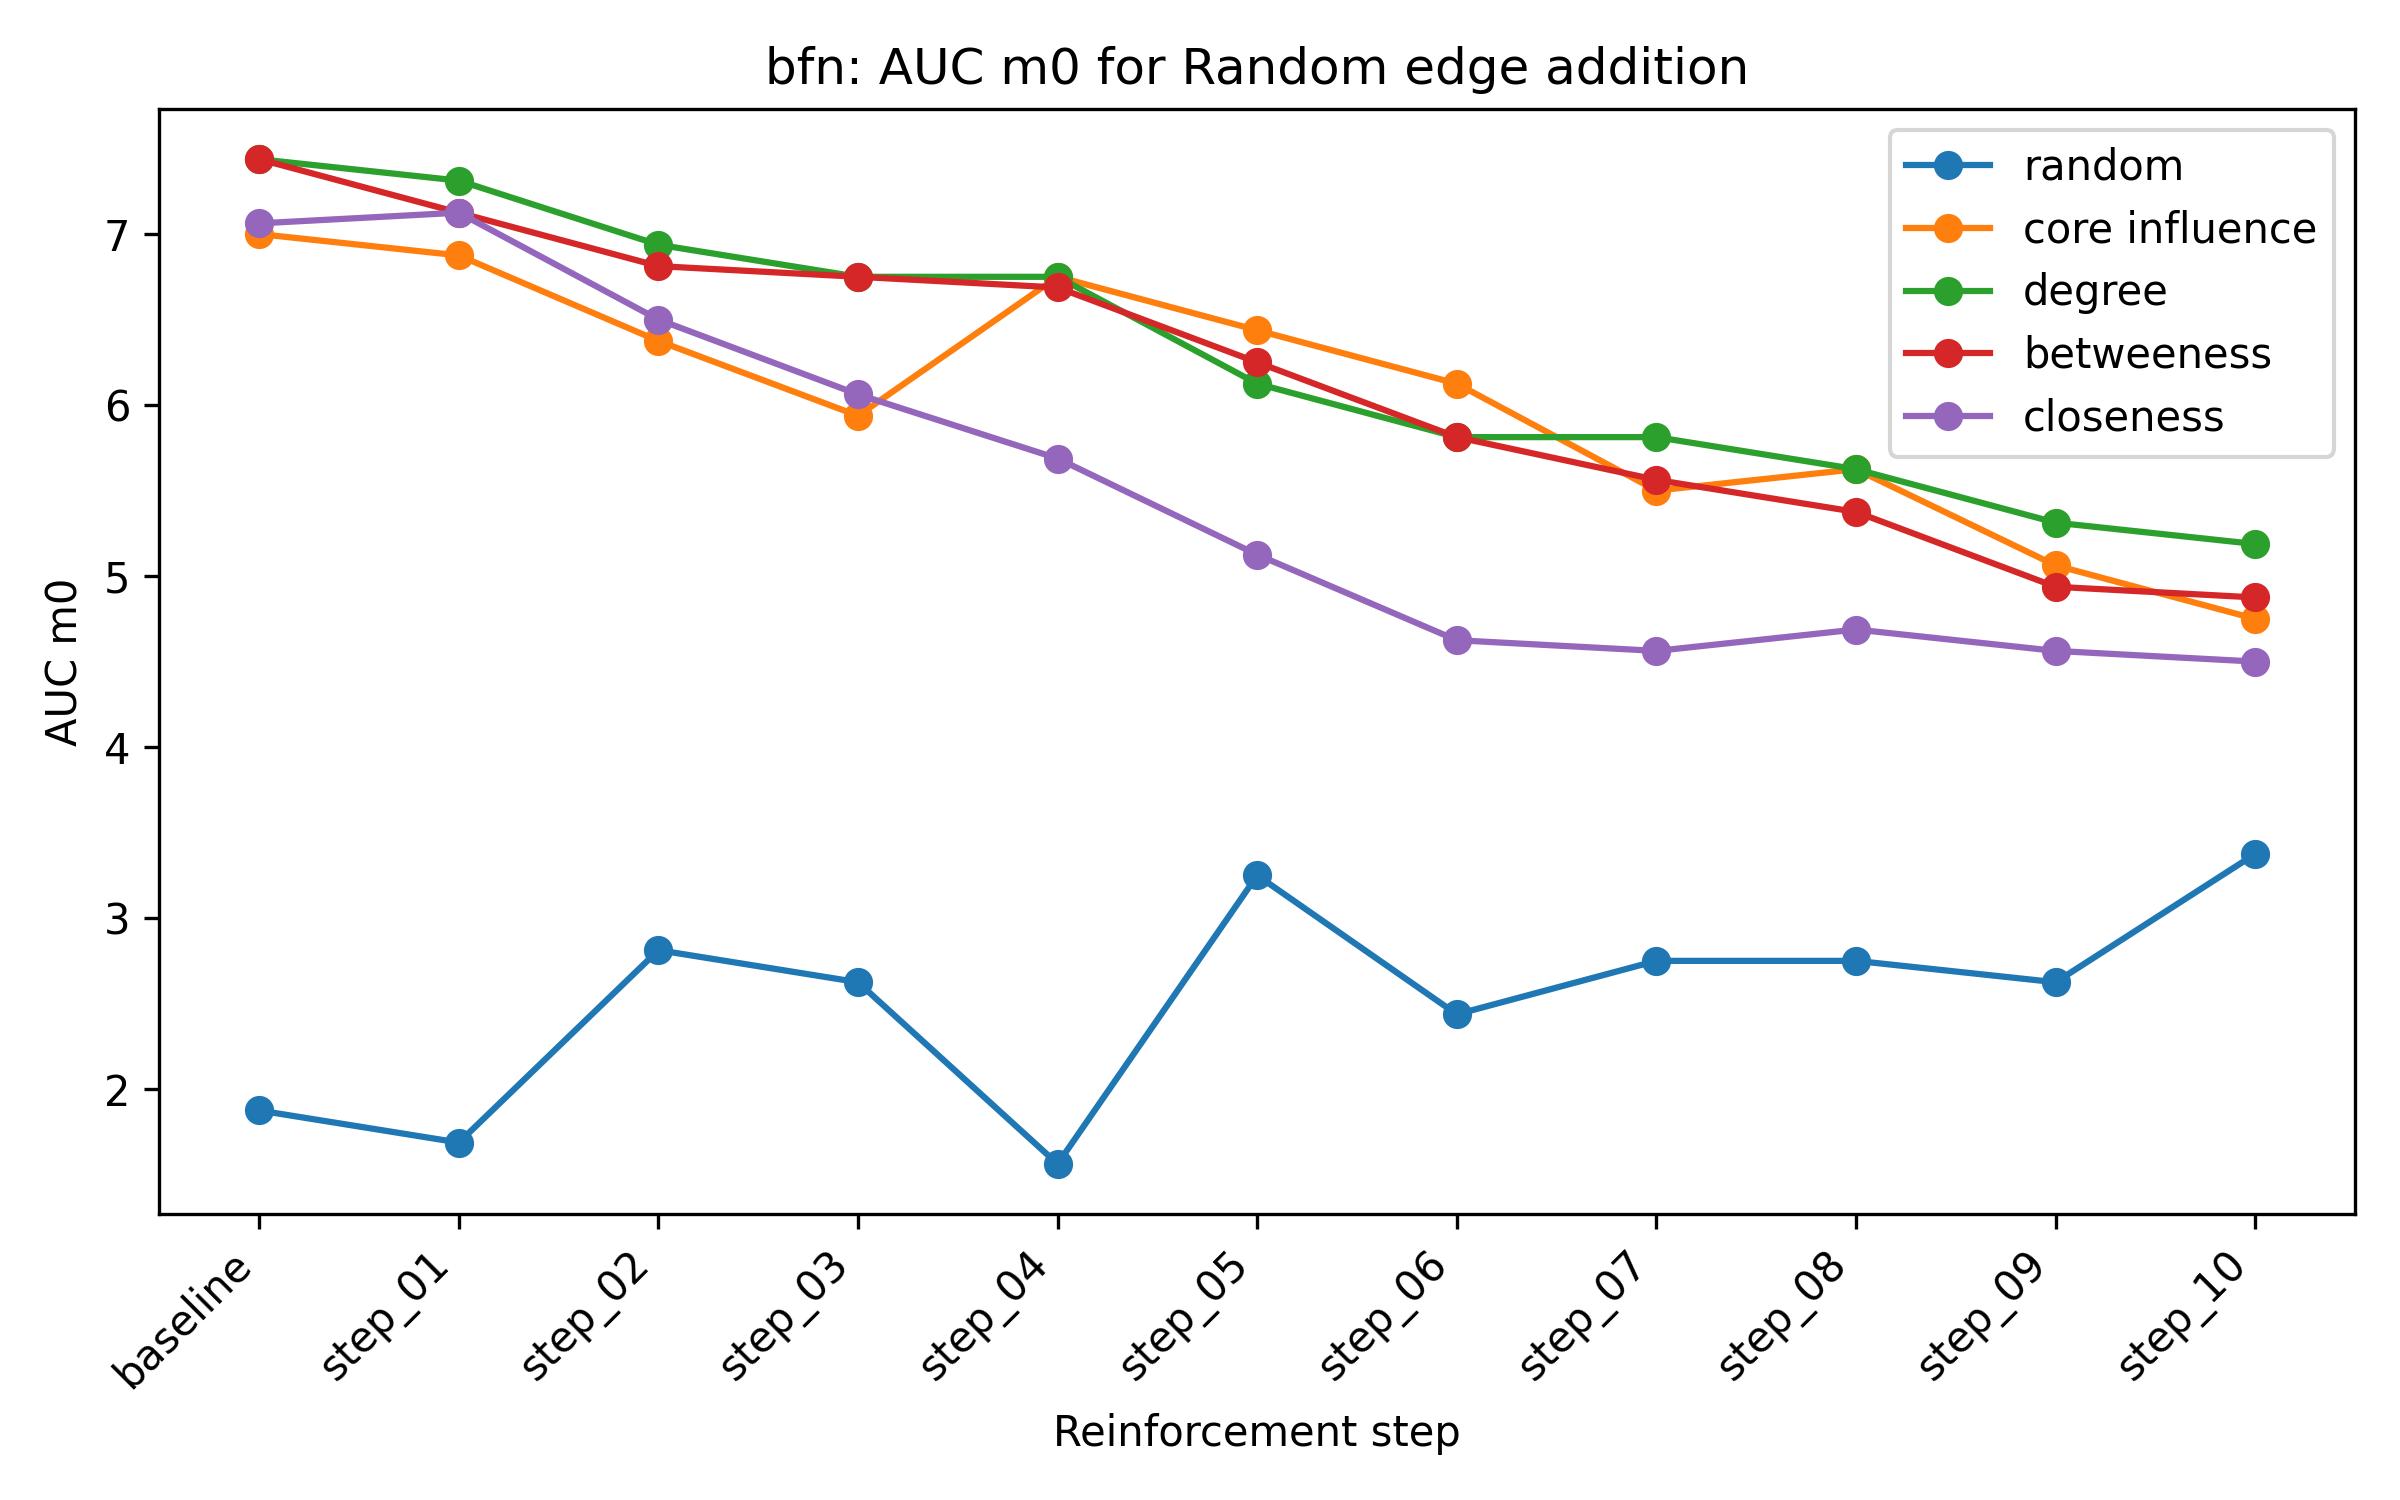 bfn: AUC m0 for Random edge addition
random
core influence
degree
betweeness
closeness
AUC m0
7
6
5
4
3
2
baseline
step_01
step_02
step_03
step_04
step_05
step_06
step_07
step_08
step_09
step_10
Reinforcement step